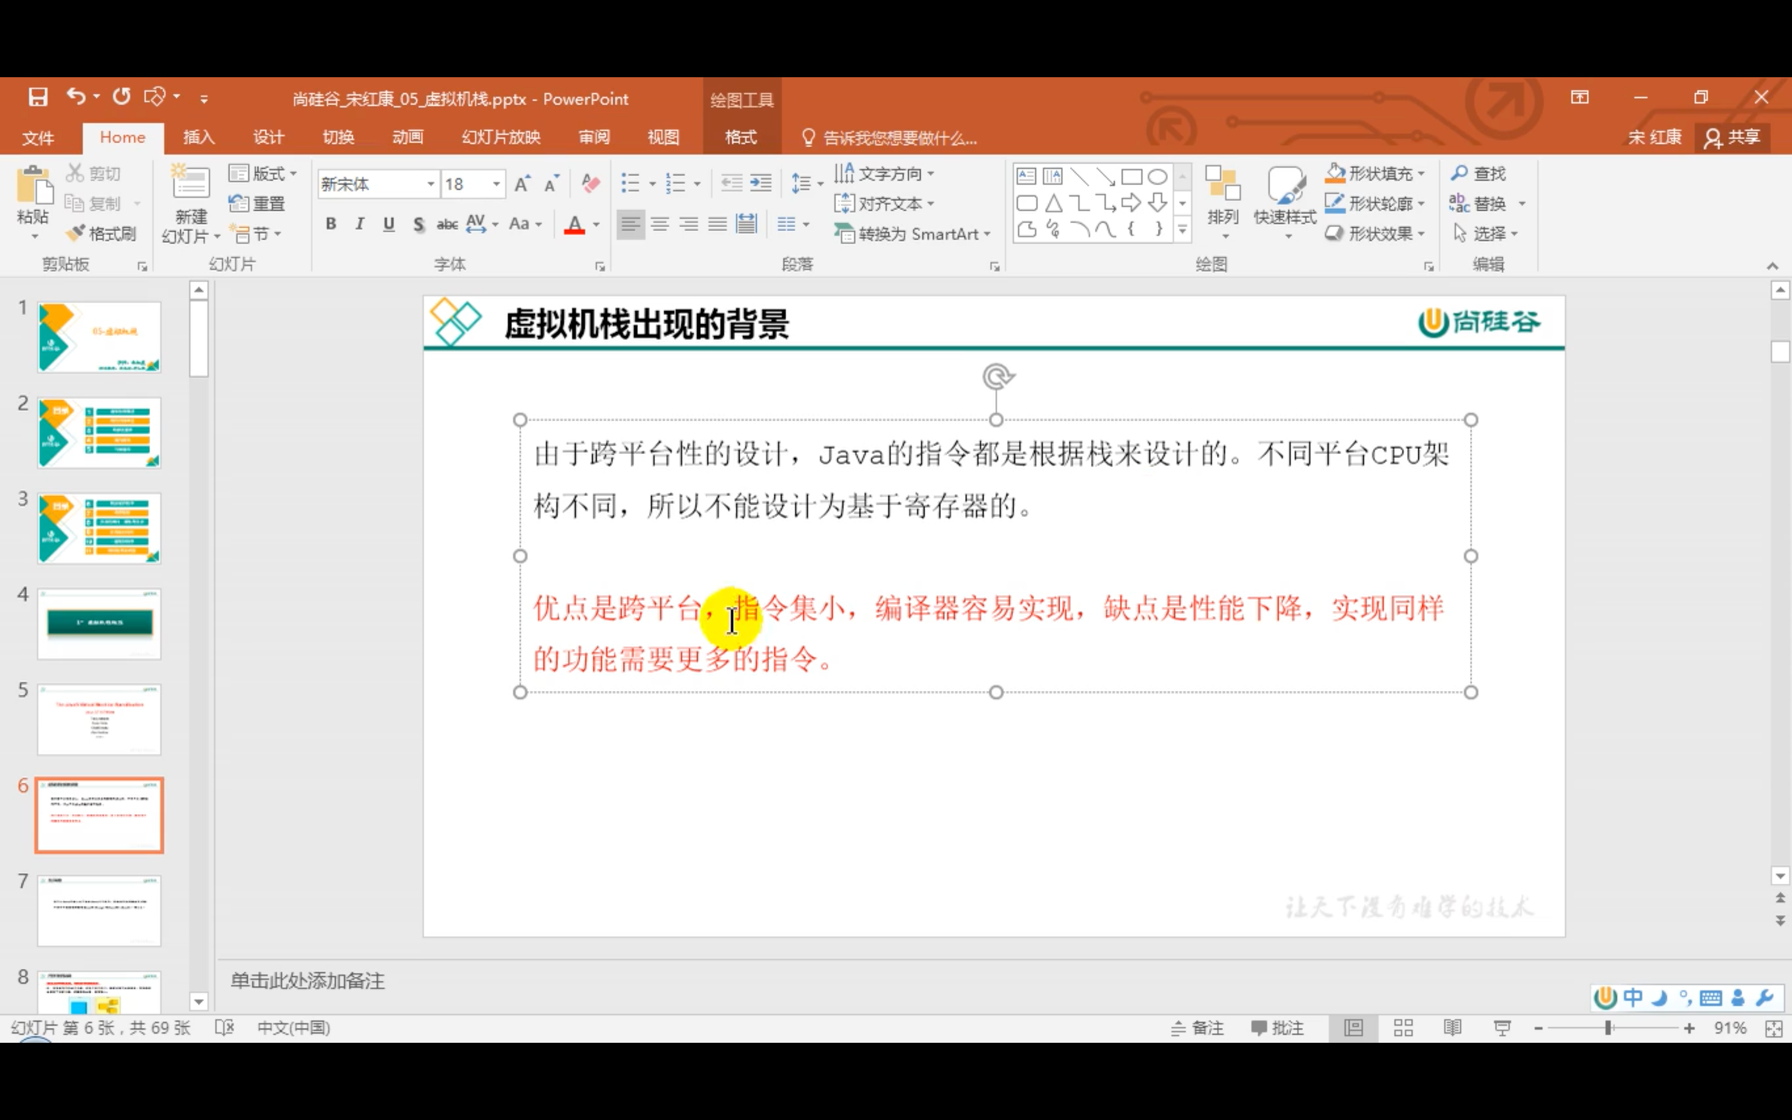 尚硅谷_宋红康_05_虚拟机栈.pptx - PowerPoint
绘图工具
文件 Home 插入 设计 切换 动画 幻灯片放映 审阅 视图 格式 告诉我您想要做什么... 宋 红康 共享
粘贴
剪切
复制
格式刷
剪贴板
新建
幻灯片
版式
重置
节
幻灯片
新宋体 18
B I U S abc AV Aa A
字体
文字方向
对齐文本
转换为 SmartArt
段落
排列
快速样式
形状填充
形状轮廓
形状效果
绘图
查找
替换
选择
编辑
1
2
3
4
5
6
7
8
虚拟机栈出现的背景
尚硅谷
由于跨平台性的设计，Java的指令都是根据栈来设计的。不同平台CPU架
构不同，所以不能设计为基于寄存器的。
优点是跨平台，指令集小，编译器容易实现，缺点是性能下降，实现同样
的功能需要更多的指令。
让天下没有难学的技术
单击此处添加备注
中
幻灯片 第 6 张，共 69 张 中文(中国) 备注 批注 91%